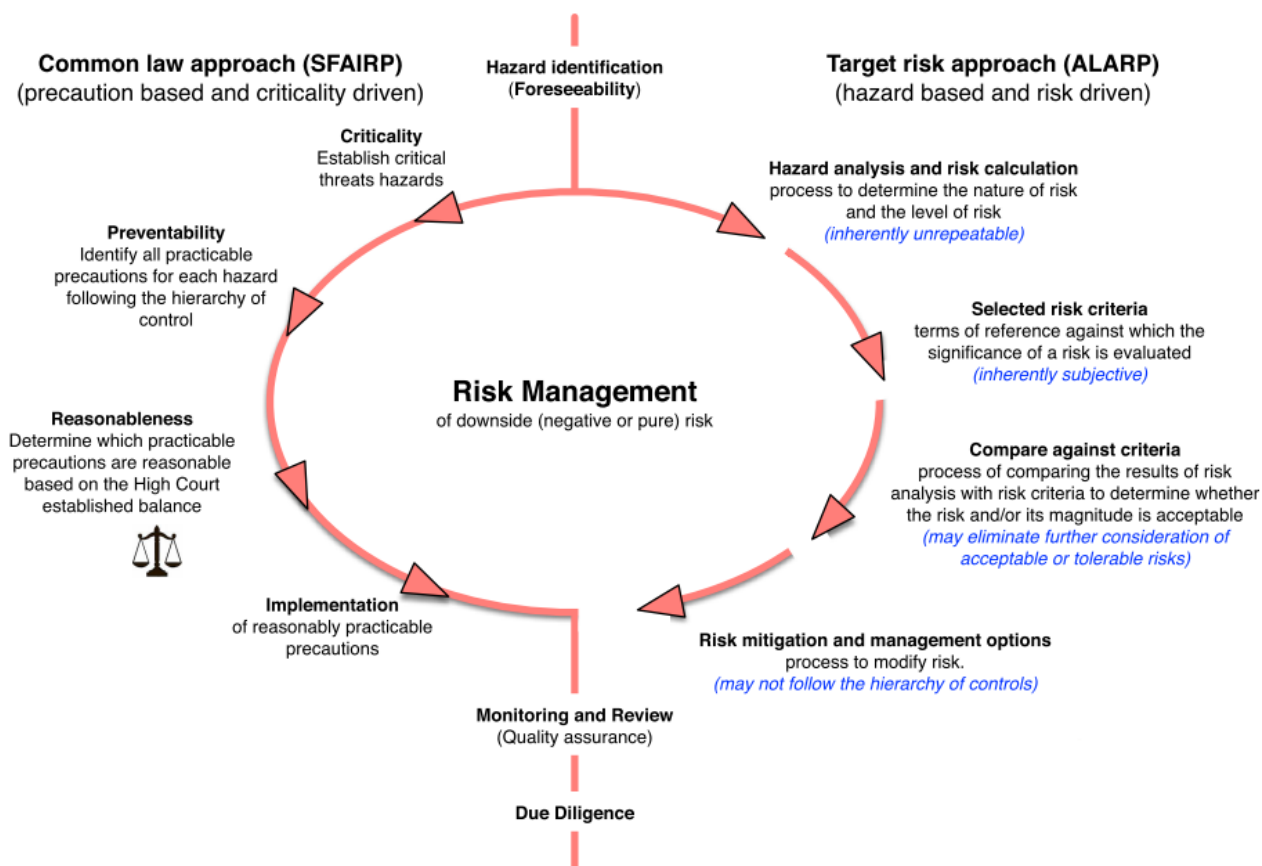 Common law approach (SFAIRP)
(precaution based and criticality driven)
Hazard identification
(Foreseeability)
Target risk approach (ALARP)
(hazard based and risk driven)
Criticality
Establish critical
threats hazards
Preventability
Identify all practicable
precautions for each hazard
following the hierarchy of
control
Reasonableness
Determine which practicable
precautions are reasonable
based on the High Court
established balance
Implementation
of reasonably practicable
precautions
Risk Management
of downside (negative or pure) risk
Hazard analysis and risk calculation
process to determine the nature of risk
and the level of risk
(inherently unrepeatable)
Selected risk criteria
terms of reference against which the
significance of a risk is evaluated
(inherently subjective)
Compare against criteria
process of comparing the results of risk
analysis with risk criteria to determine whether
the risk and/or its magnitude is acceptable
(may eliminate further consideration of
acceptable or tolerable risks)
Risk mitigation and management options
process to modify risk.
(may not follow the hierarchy of controls)
Monitoring and Review
(Quality assurance)
Due Diligence